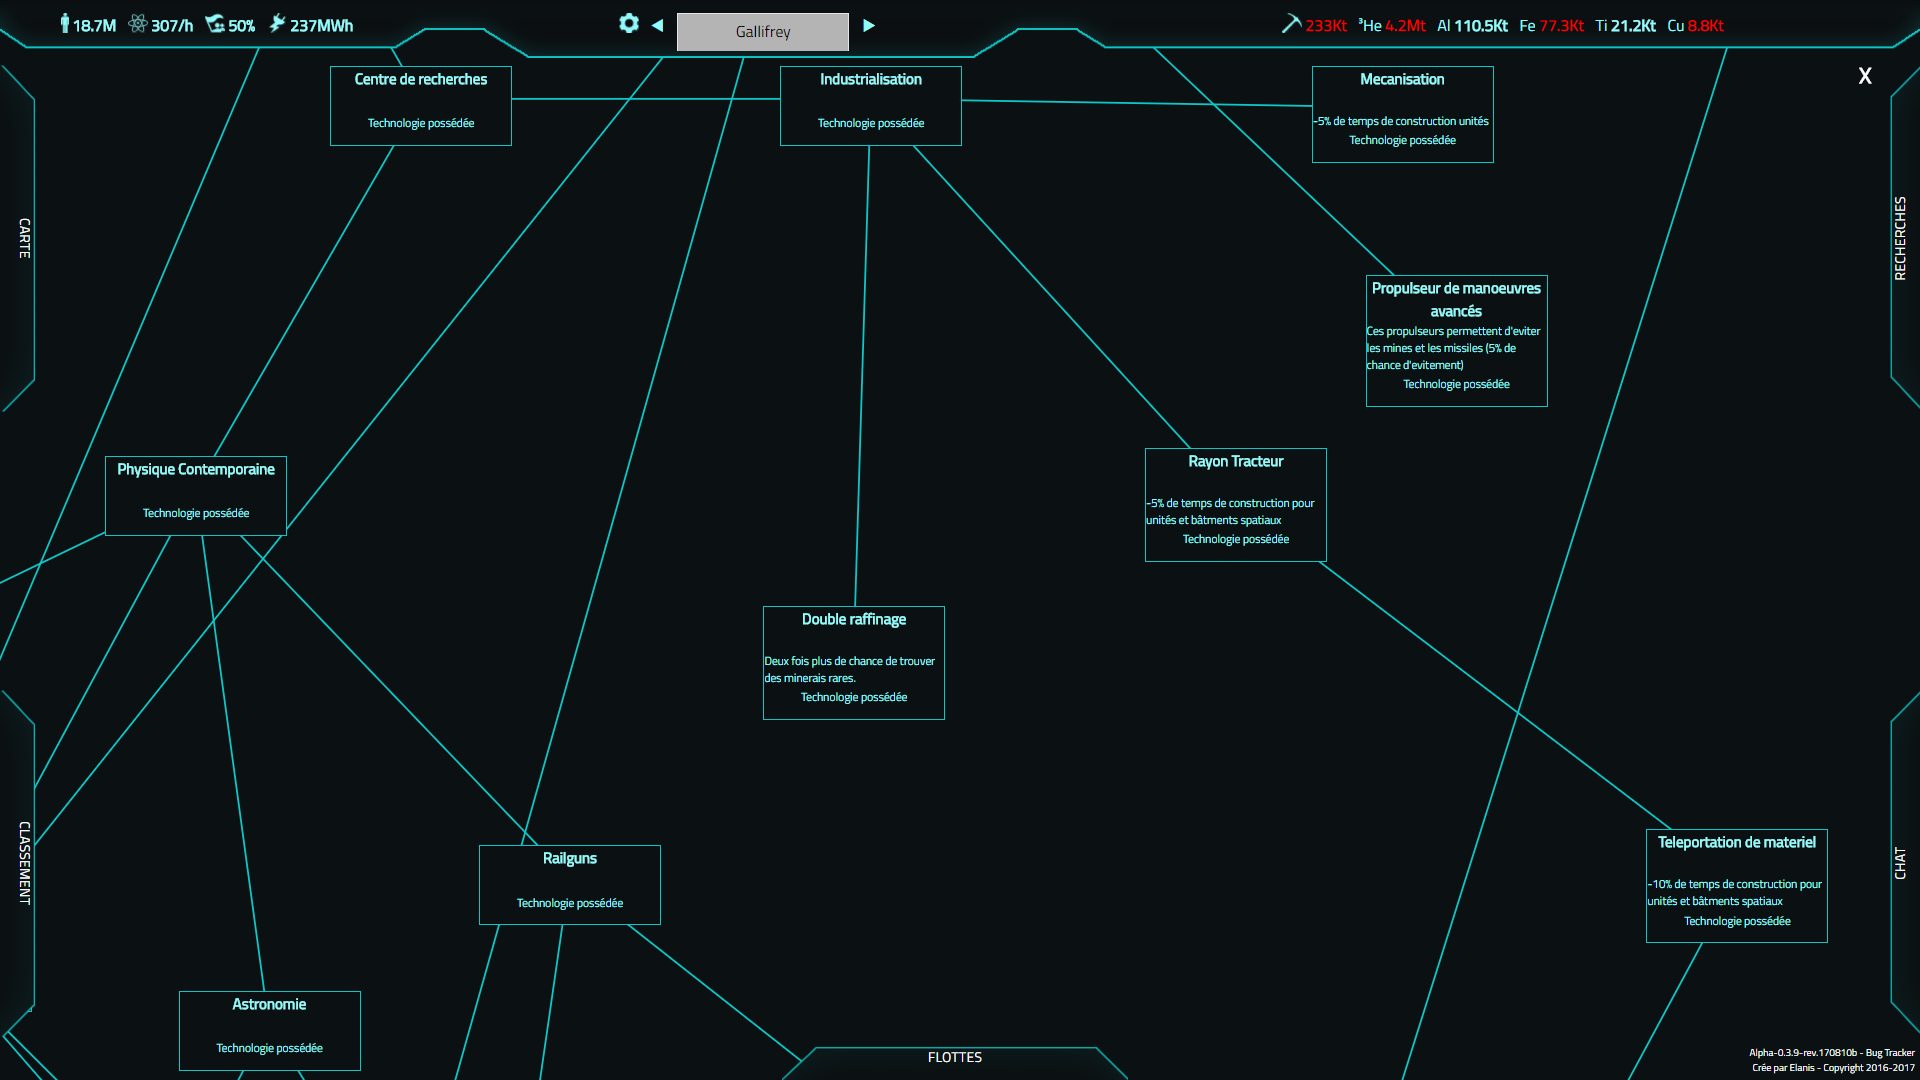 18.7M 307/h 50% 237MWh
Gallifrey
233Kt ³He 4.2Mt Al 110.5Kt Fe 77.3Kt Ti 21.2Kt Cu 8.8Kt
X
Centre de recherches
Technologie possédée
Industrialisation
Technologie possédée
Mecanisation
-5% de temps de construction unités
Technologie possédée
CARTE
RECHERCHES
Propulseur de manoeuvres
avancés
Ces propulseurs permettent d'eviter
les mines et les missiles (5% de
chance d'evitement)
Technologie possédée
Physique Contemporaine
Technologie possédée
Rayon Tracteur
-5% de temps de construction pour
unités et bâtments spatiaux
Technologie possédée
Double raffinage
Deux fois plus de chance de trouver
des minerais rares.
Technologie possédée
CLASSEMENT
CHAT
Railguns
Technologie possédée
Teleportation de materiel
-10% de temps de construction pour
unités et bâtments spatiaux
Technologie possédée
Astronomie
Technologie possédée
FLOTTES
Alpha-0.3.9-rev.170810b - Bug Tracker
Crée par Elanis - Copyright 2016-2017